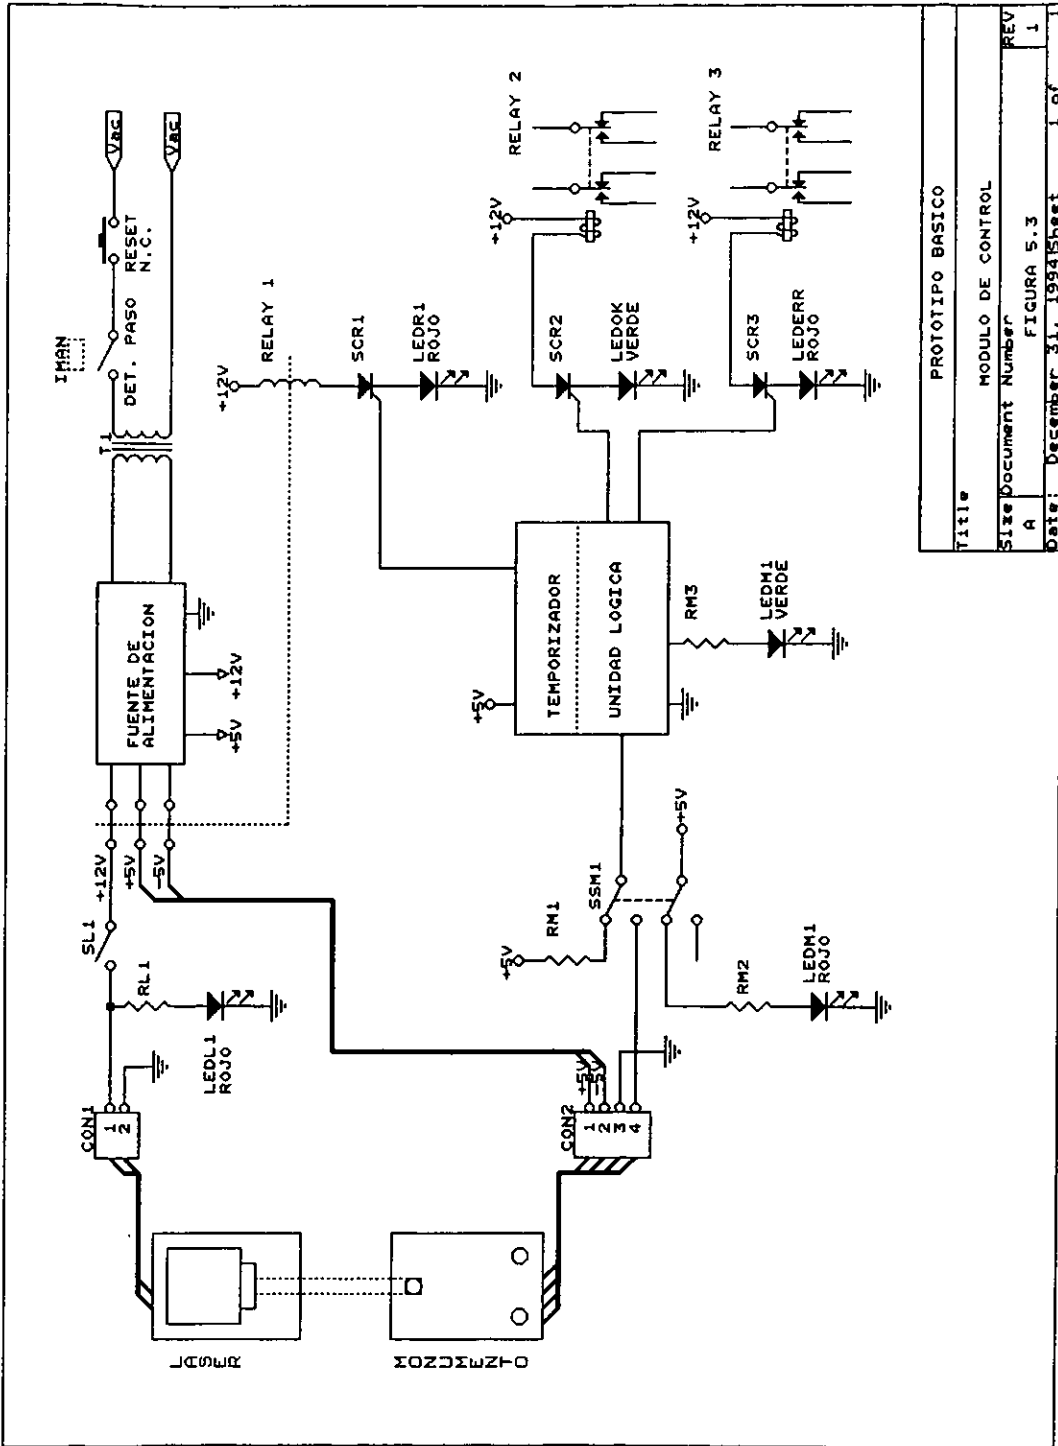 IMAN
Vac
Vac
T1
DET. PASO
RESET
N.C.
FUENTE DE
ALIMENTACION
+5V
+12V
+12V
+5V
-5V
SL1
RL1
LEDL1
ROJO
CON1
1
2
LASER
MONUMENTO
CON2
1
2
3
4
+5V
-5V
+12V
RELAY 1
SCR1
LEDR1
ROJO
+5V
TEMPORIZADOR
UNIDAD LOGICA
RM3
LEDM1
VERDE
+5V
RM1
SSM1
+5V
RM2
LEDM1
ROJO
+12V
RELAY 2
SCR2
LEDOK
VERDE
+12V
RELAY 3
SCR3
LEDERR
ROJO
PROTOTIPO BASICO
Title
MODULO DE CONTROL
Size Document Number REV
A FIGURA 5.3 1
Date: December 31, 1994 Sheet 1 of 1